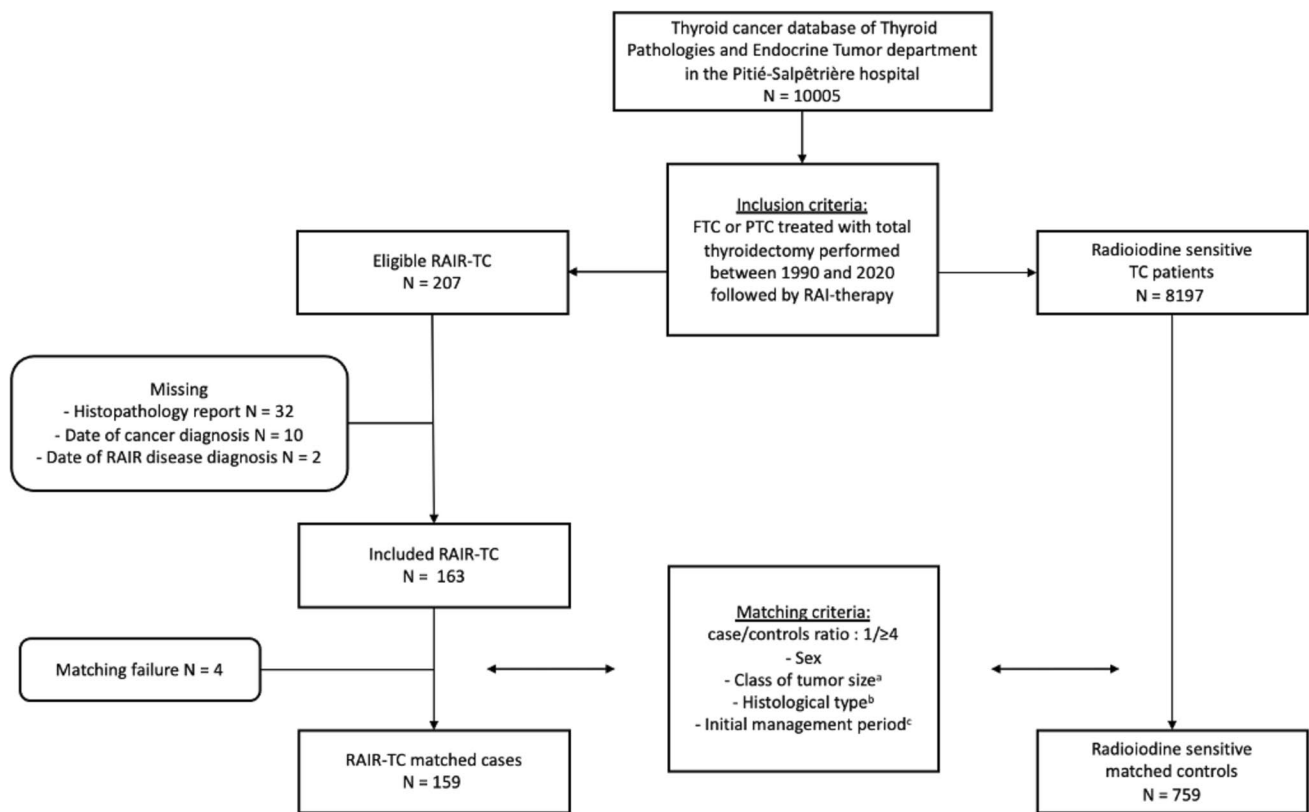 Thyroid cancer database of Thyroid
Pathologies and Endocrine Tumor department
in the Pitié-Salpêtrière hospital
N = 10005
Inclusion criteria:
FTC or PTC treated with total
thyroidectomy performed
between 1990 and 2020
followed by RAI-therapy
Eligible RAIR-TC
N = 207
Radioiodine sensitive
TC patients
N = 8197
Missing
- Histopathology report N = 32
- Date of cancer diagnosis N = 10
- Date of RAIR disease diagnosis N = 2
Included RAIR-TC
N = 163
Matching criteria:
case/controls ratio : 1/≥4
- Sex
- Class of tumor sizeᵃ
- Histological typeᵇ
- Initial management periodᶜ
Matching failure N = 4
RAIR-TC matched cases
N = 159
Radioiodine sensitive
matched controls
N = 759